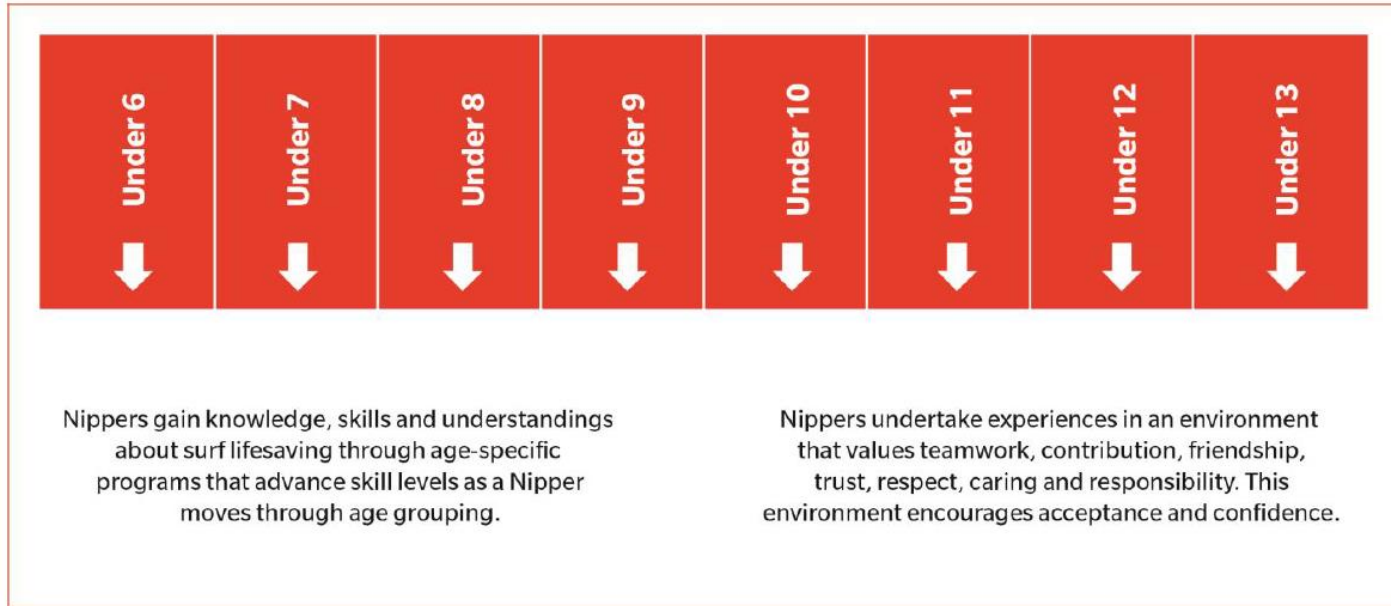 Under 6
Under 7
Under 8
Under 9
Under 10
Under 11
Under 12
Under 13
Nippers gain knowledge, skills and understandings
about surf lifesaving through age-specific
programs that advance skill levels as a Nipper
moves through age grouping.
Nippers undertake experiences in an environment
that values teamwork, contribution, friendship,
trust, respect, caring and responsibility. This
environment encourages acceptance and confidence.